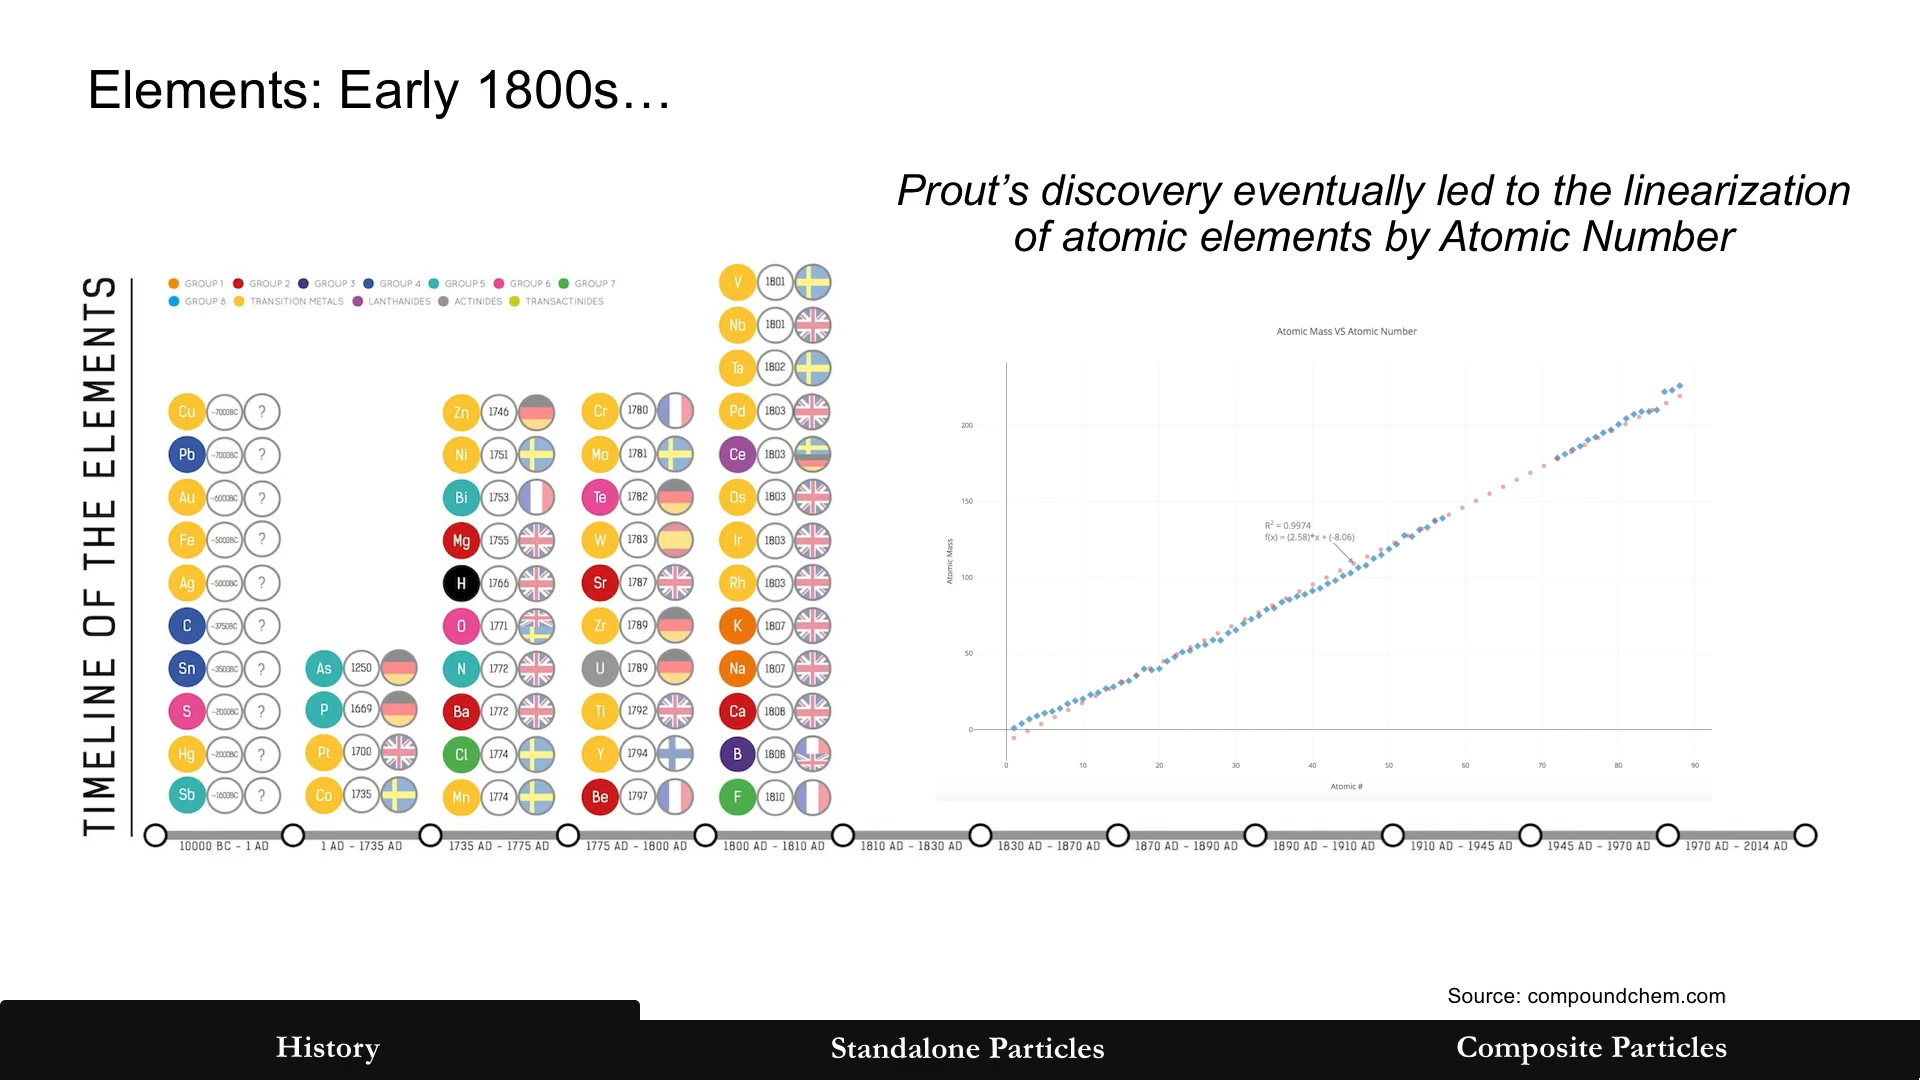 Elements: Early 1800s…
Prout’s discovery eventually led to the linearization
of atomic elements by Atomic Number
TIMELINE OF THE ELEMENTS
GROUP 1 GROUP 2 GROUP 3 GROUP 4 GROUP 5 GROUP 6 GROUP 7
GROUP 8 TRANSITION METALS LANTHANIDES ACTINIDES TRANSACTINIDES
Cu ~7000BC ?
Pb ~7000BC ?
Au ~6000BC ?
Fe ~5000BC ?
Ag ~5000BC ?
C ~3750BC ?
Sn ~3500BC ?
S ~2000BC ?
Hg ~2000BC ?
Sb ~1600BC ?
As 1250
P 1669
Pt 1700
Co 1735
Zn 1746
Ni 1751
Bi 1753
Mg 1755
H 1766
O 1771
N 1772
Ba 1772
Cl 1774
Mn 1774
Cr 1780
Mo 1781
Te 1782
W 1783
Sr 1787
Zr 1789
U 1789
Ti 1792
Y 1794
Be 1797
V 1801
Nb 1801
Ta 1802
Pd 1803
Ce 1803
Os 1803
Ir 1803
Rh 1803
K 1807
Na 1807
Ca 1808
B 1808
F 1810
10000 BC - 1 AD
1 AD - 1735 AD
1735 AD - 1775 AD
1775 AD - 1800 AD
1800 AD - 1810 AD
1810 AD - 1830 AD
1830 AD - 1870 AD
1870 AD - 1890 AD
1890 AD - 1910 AD
1910 AD - 1945 AD
1945 AD - 1970 AD
1970 AD - 2014 AD
Atomic Mass VS Atomic Number
Atomic Mass
200
150
100
50
0
R² = 0.9974
f(x) = (2.58)*x + (-8.06)
0 10 20 30 40 50 60 70 80 90
Atomic #
Source: compoundchem.com
History
Standalone Particles
Composite Particles